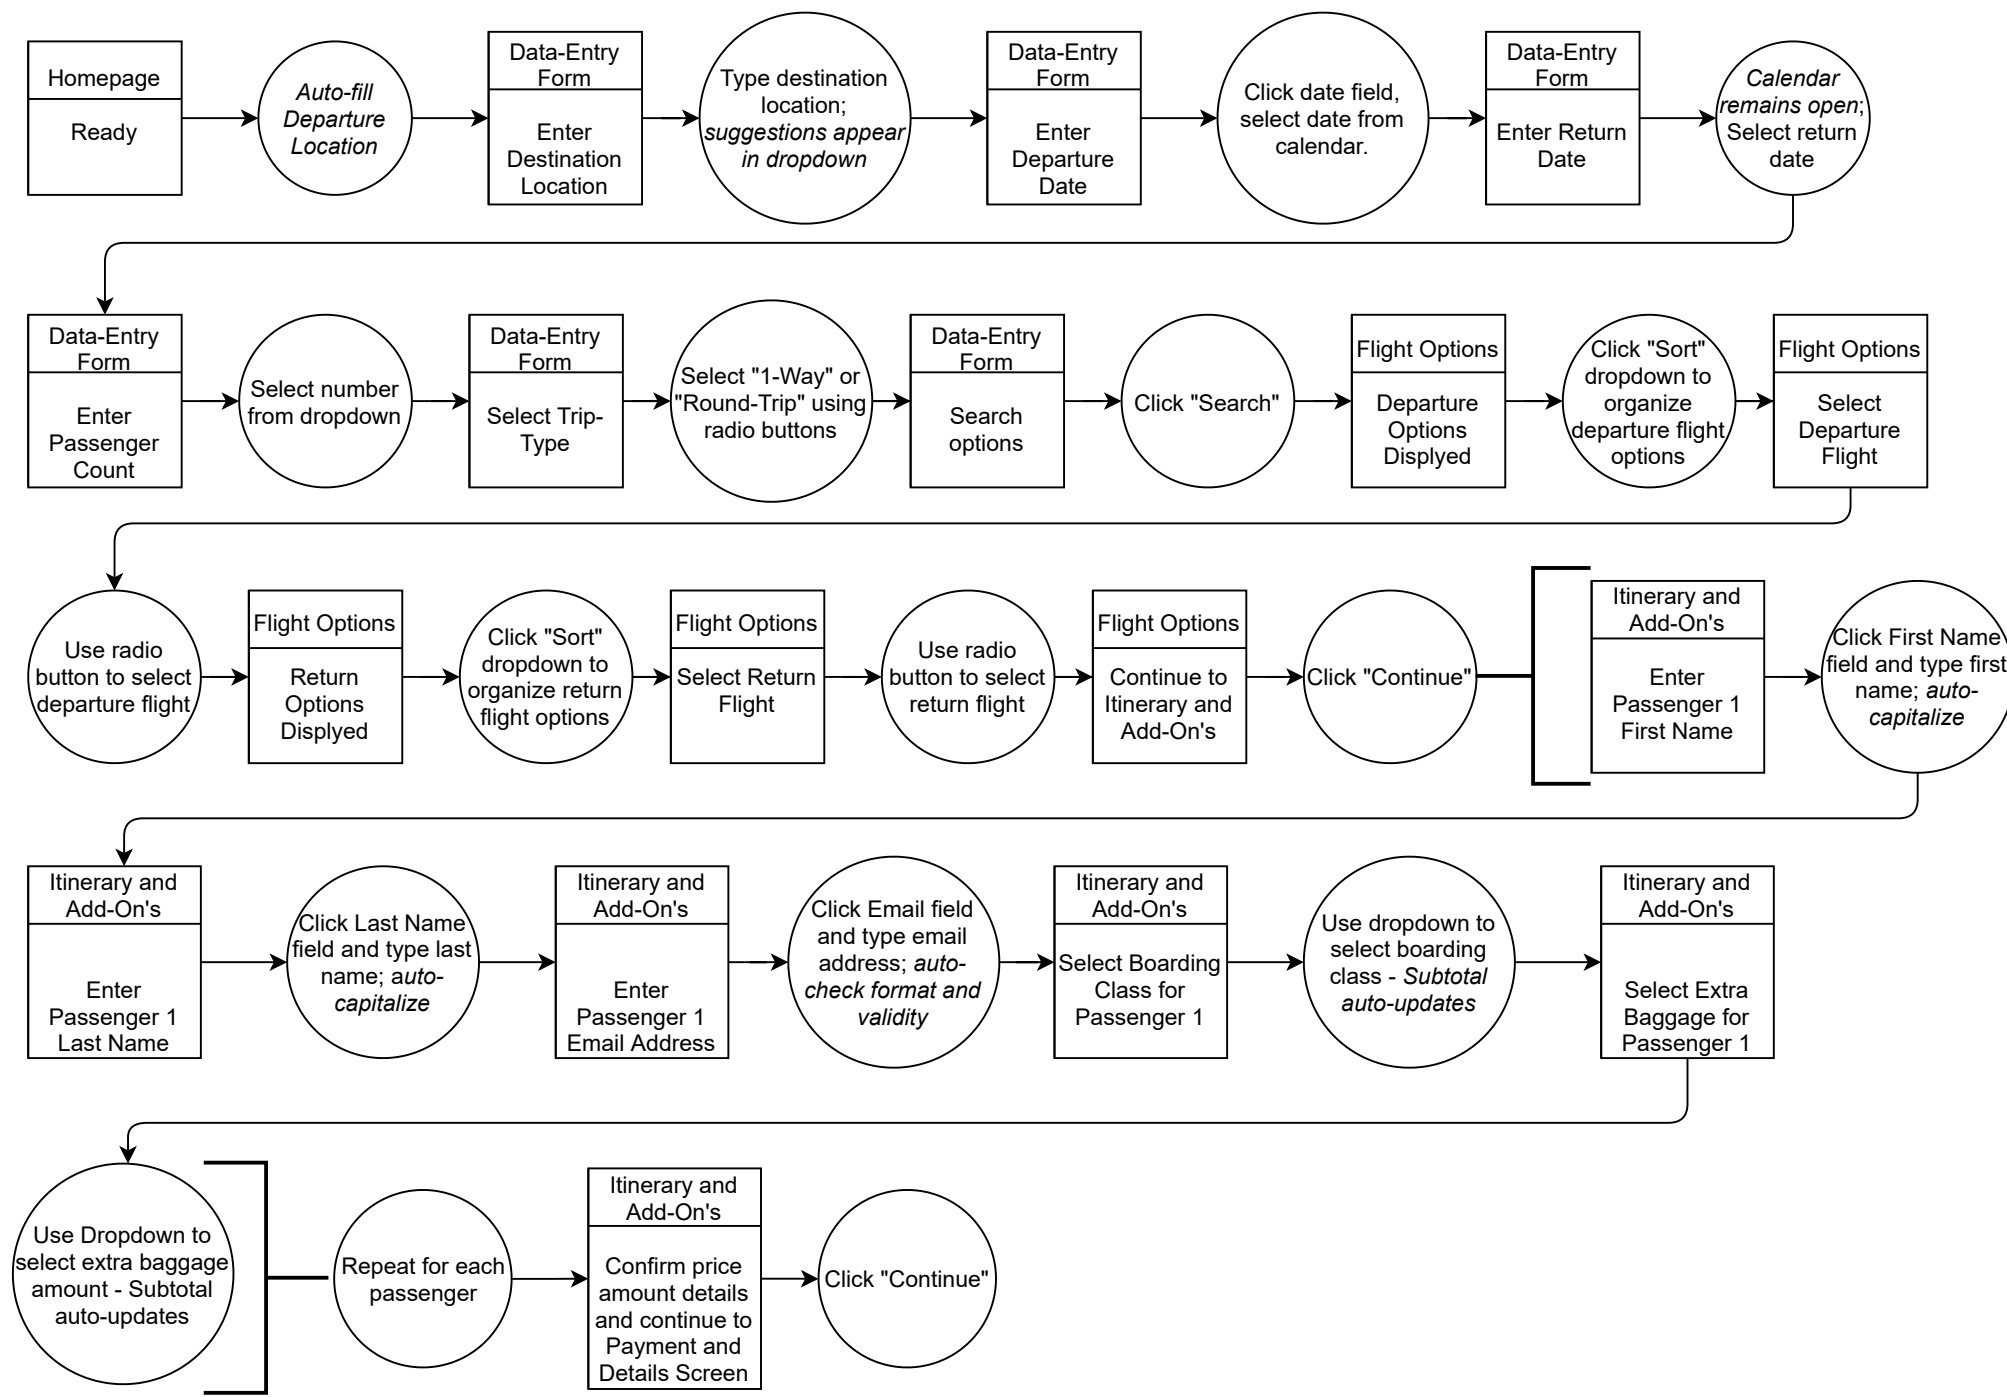 Homepage
Ready
Auto-fill
Departure
Location
Data-Entry
Form
Enter
Destination
Location
Type destination
location;
suggestions appear
in dropdown
Data-Entry
Form
Enter
Departure
Date
Click date field,
select date from
calendar.
Data-Entry
Form
Enter Return
Date
Calendar
remains open;
Select return
date
Data-Entry
Form
Enter
Passenger
Count
Select number
from dropdown
Data-Entry
Form
Select Trip-
Type
Select "1-Way" or
"Round-Trip" using
radio buttons
Data-Entry
Form
Search
options
Click "Search"
Flight Options
Departure
Options
Displyed
Click "Sort"
dropdown to
organize
departure flight
options
Flight Options
Select
Departure
Flight
Use radio
button to select
departure flight
Flight Options
Return
Options
Displyed
Click "Sort"
dropdown to
organize return
flight options
Flight Options
Select Return
Flight
Use radio
button to select
return flight
Flight Options
Continue to
Itinerary and
Add-On's
Click "Continue"
Itinerary and
Add-On's
Enter
Passenger 1
First Name
Click First Name
field and type first
name; auto-
capitalize
Itinerary and
Add-On's
Enter
Passenger 1
Last Name
Click Last Name
field and type last
name; auto-
capitalize
Itinerary and
Add-On's
Enter
Passenger 1
Email Address
Click Email field
and type email
address; auto-
check format and
validity
Itinerary and
Add-On's
Select Boarding
Class for
Passenger 1
Use dropdown to
select boarding
class - Subtotal
auto-updates
Itinerary and
Add-On's
Select Extra
Baggage for
Passenger 1
Use Dropdown to
select extra baggage
amount - Subtotal
auto-updates
Repeat for each
passenger
Itinerary and
Add-On's
Confirm price
amount details
and continue to
Payment and
Details Screen
Click "Continue"